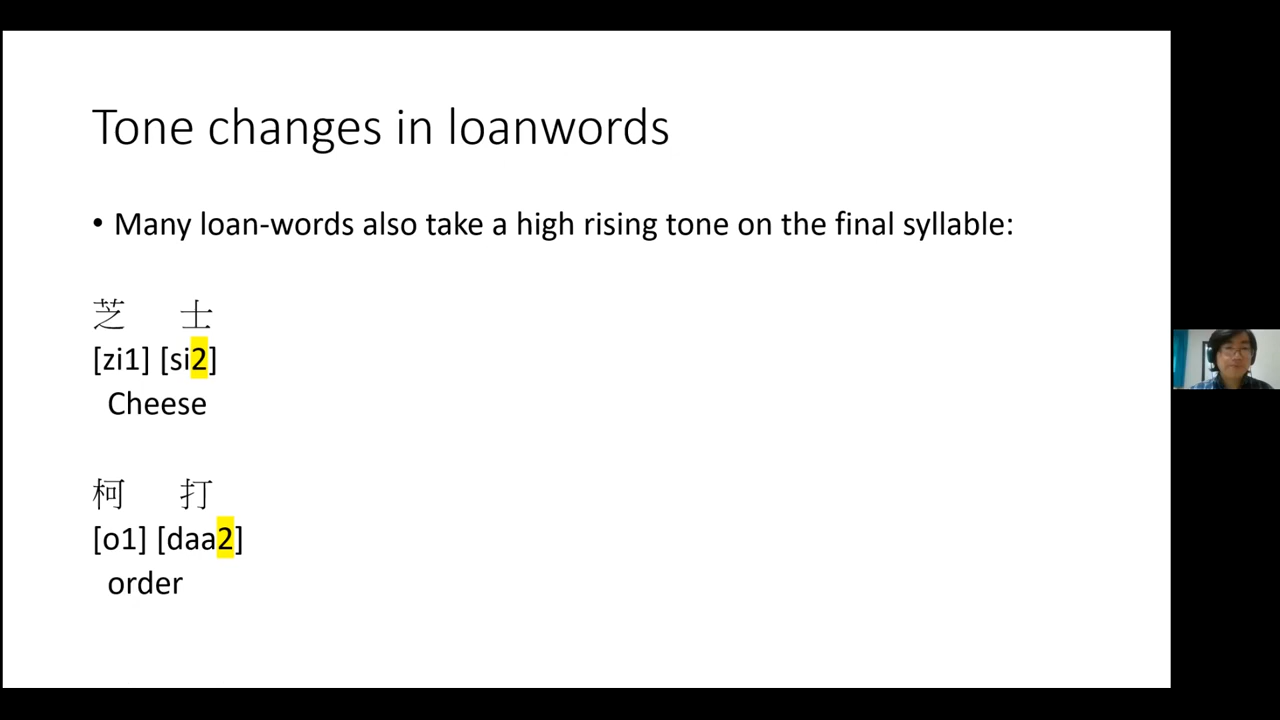 Tone changes in loanwords
• Many loan-words also take a high rising tone on the final syllable:
芝 士
[zi1] [si2]
Cheese
柯 打
[o1] [daa2]
order